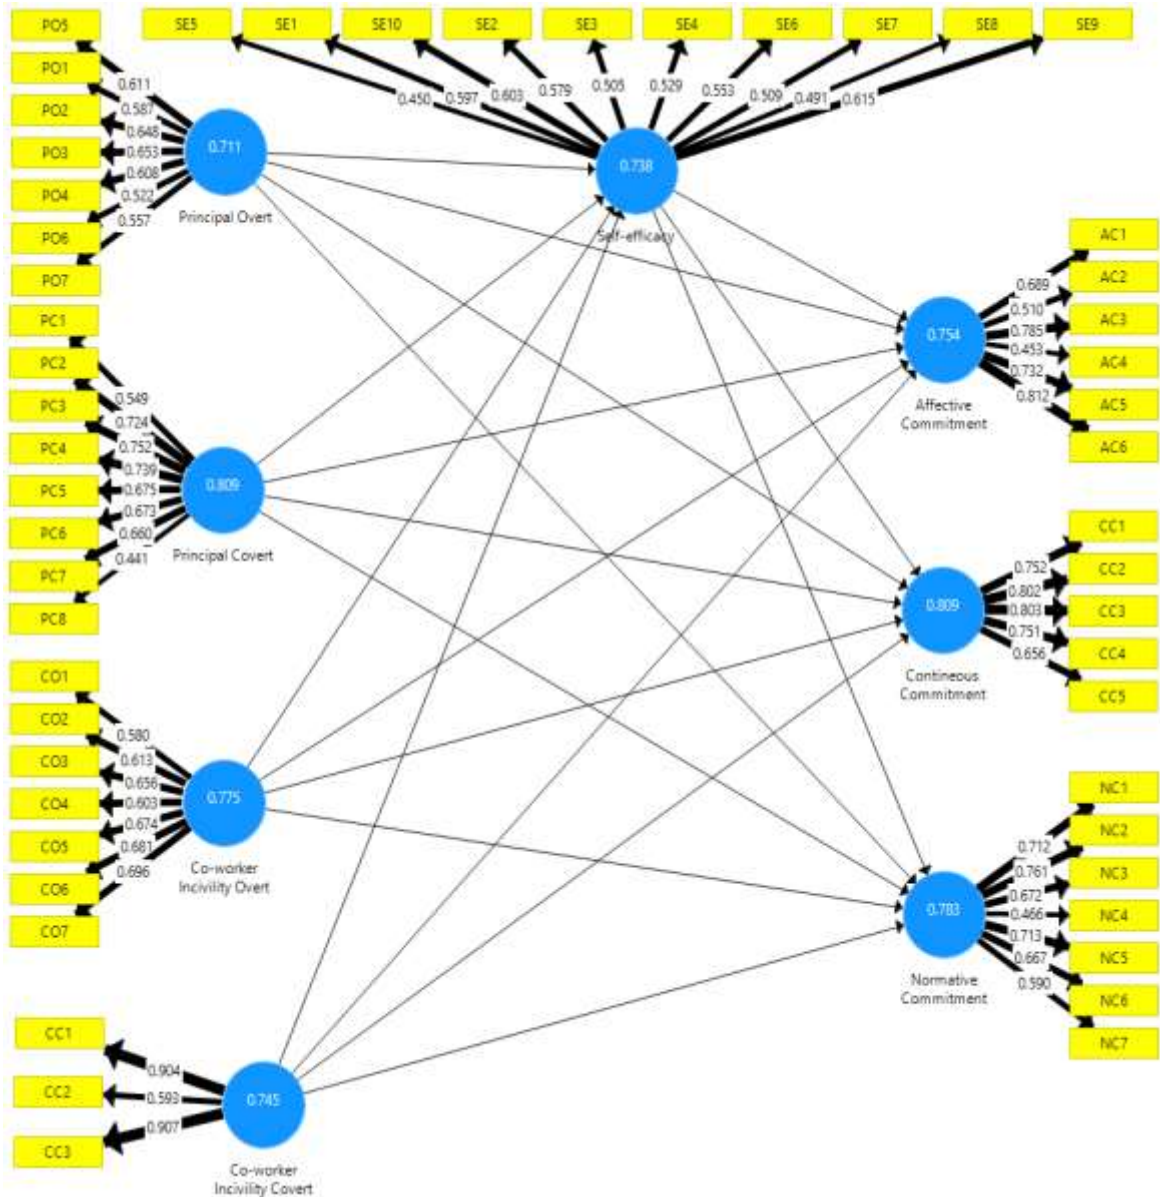 PO5
PO1
PO2
PO3
PO4
PO6
PO7
0.611
0.587
0.648
0.653
0.608
0.522
0.557
0.711
Principal Overt
SE5
SE1
SE10
SE2
SE3
SE4
SE6
SE7
SE8
SE9
0.450
0.597
0.603
0.579
0.505
0.529
0.553
0.509
0.491
0.615
0.738
Self-efficacy
PC1
PC2
PC3
PC4
PC5
PC6
PC7
PC8
0.549
0.724
0.752
0.739
0.675
0.673
0.660
0.441
0.809
Principal Covert
AC1
AC2
AC3
AC4
AC5
AC6
0.689
0.510
0.785
0.453
0.732
0.812
0.754
Affective
Commitment
CC1
CC2
CC3
CC4
CC5
0.752
0.802
0.803
0.751
0.656
0.809
Contineous
Commitment
CO1
CO2
CO3
CO4
CO5
CO6
CO7
0.580
0.613
0.656
0.603
0.674
0.681
0.696
0.775
Co-worker
Incivility Overt
NC1
NC2
NC3
NC4
NC5
NC6
NC7
0.712
0.761
0.672
0.466
0.713
0.667
0.590
0.783
Normative
Commitment
CC1
CC2
CC3
0.904
0.593
0.907
0.745
Co-worker
Incivility Covert